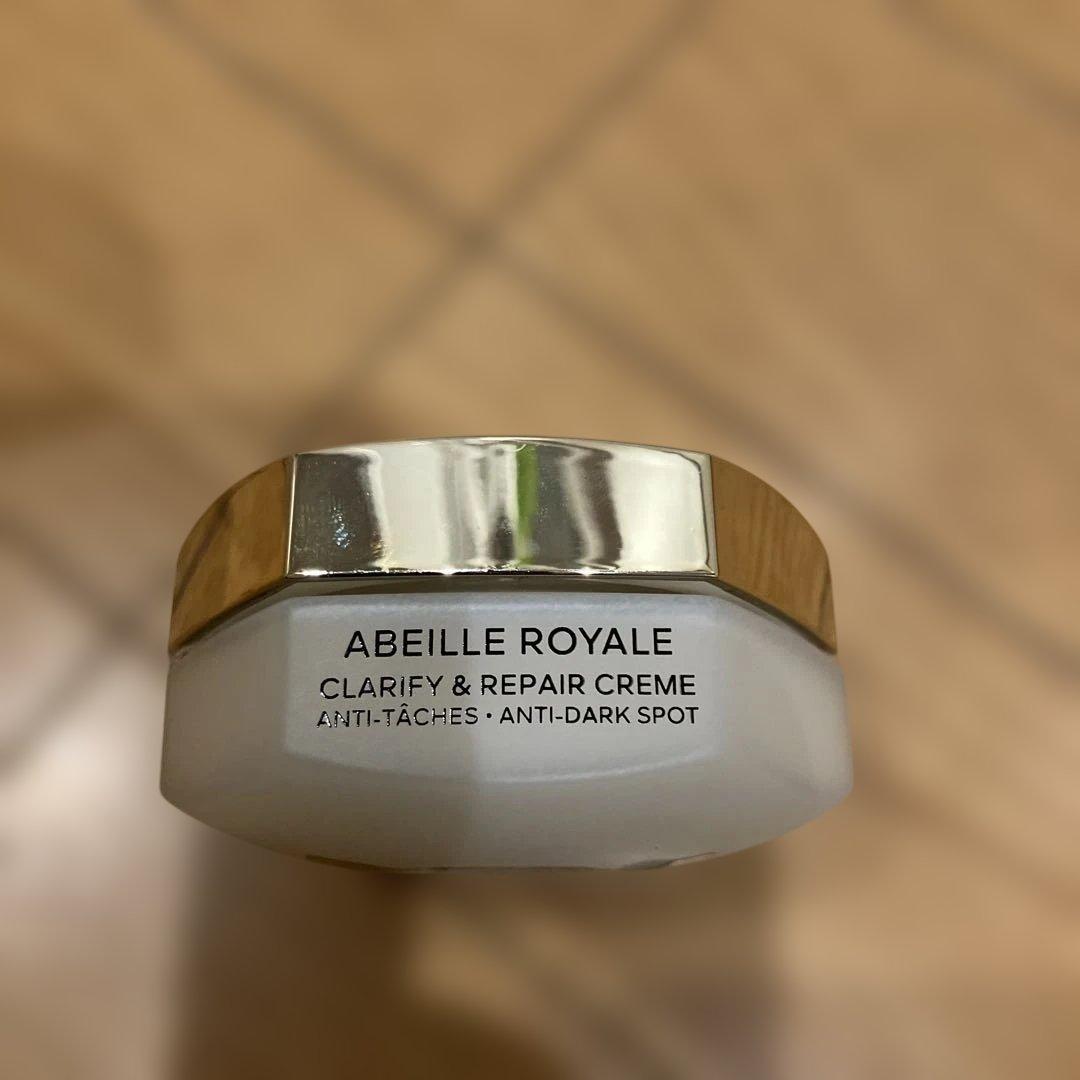 ABEILLE ROYALE
CLARIFY & REPAIR CREME
ANTI-TÂCHES • ANTI-DARK SPOT